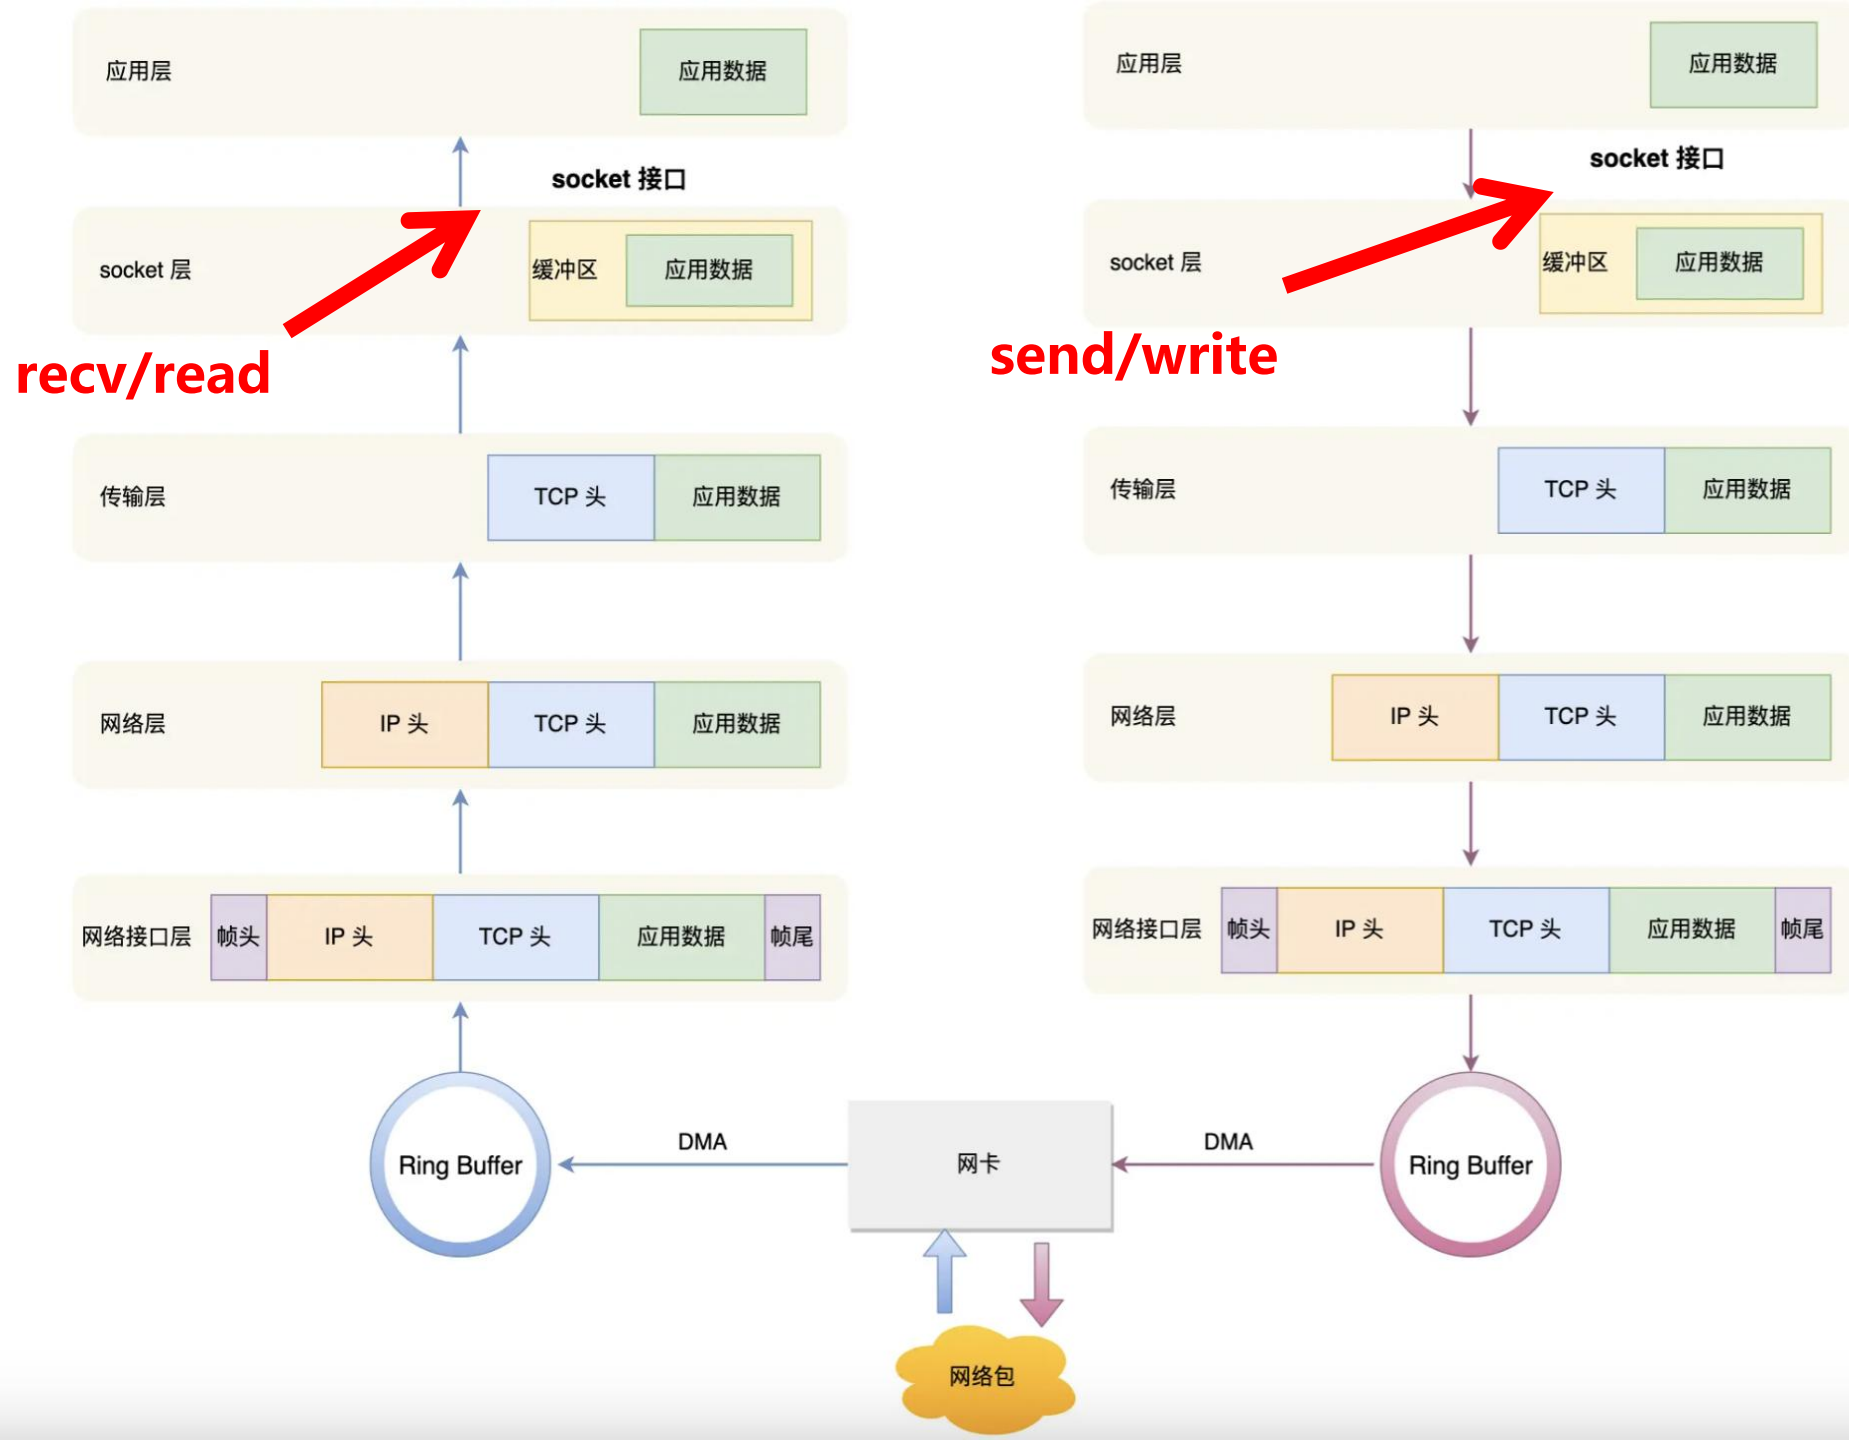 应用层
应用数据
socket 接口
socket 层
缓冲区
应用数据
recv/read
传输层
TCP 头
应用数据
网络层
IP 头
TCP 头
应用数据
网络接口层
帧头
IP 头
TCP 头
应用数据
帧尾
Ring Buffer
DMA
网卡
网络包
应用层
应用数据
socket 接口
socket 层
缓冲区
应用数据
send/write
传输层
TCP 头
应用数据
网络层
IP 头
TCP 头
应用数据
网络接口层
帧头
IP 头
TCP 头
应用数据
帧尾
DMA
Ring Buffer